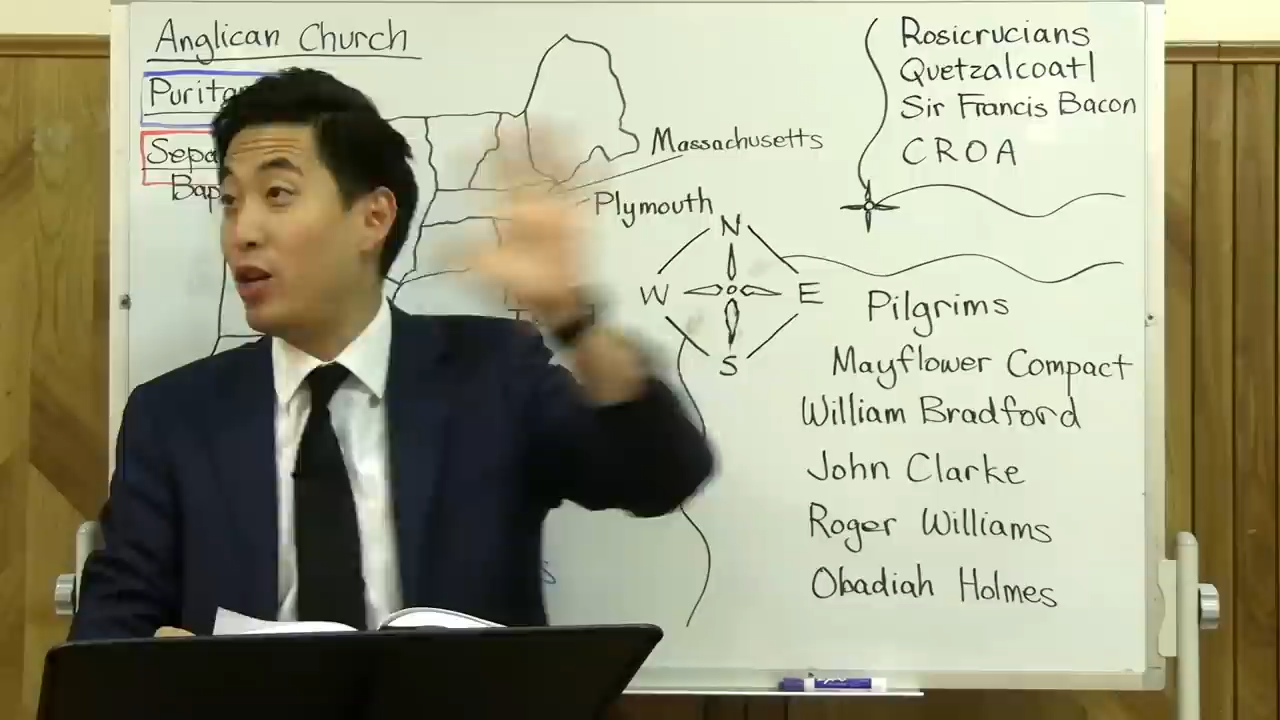 Anglican Church
Rosicrucians
Quetzalcoatl
Sir Francis Bacon
CROA
Massachusetts
Plymouth
N
W E
S
Pilgrims
Mayflower Compact
William Bradford
John Clarke
Roger Williams
Obadiah Holmes